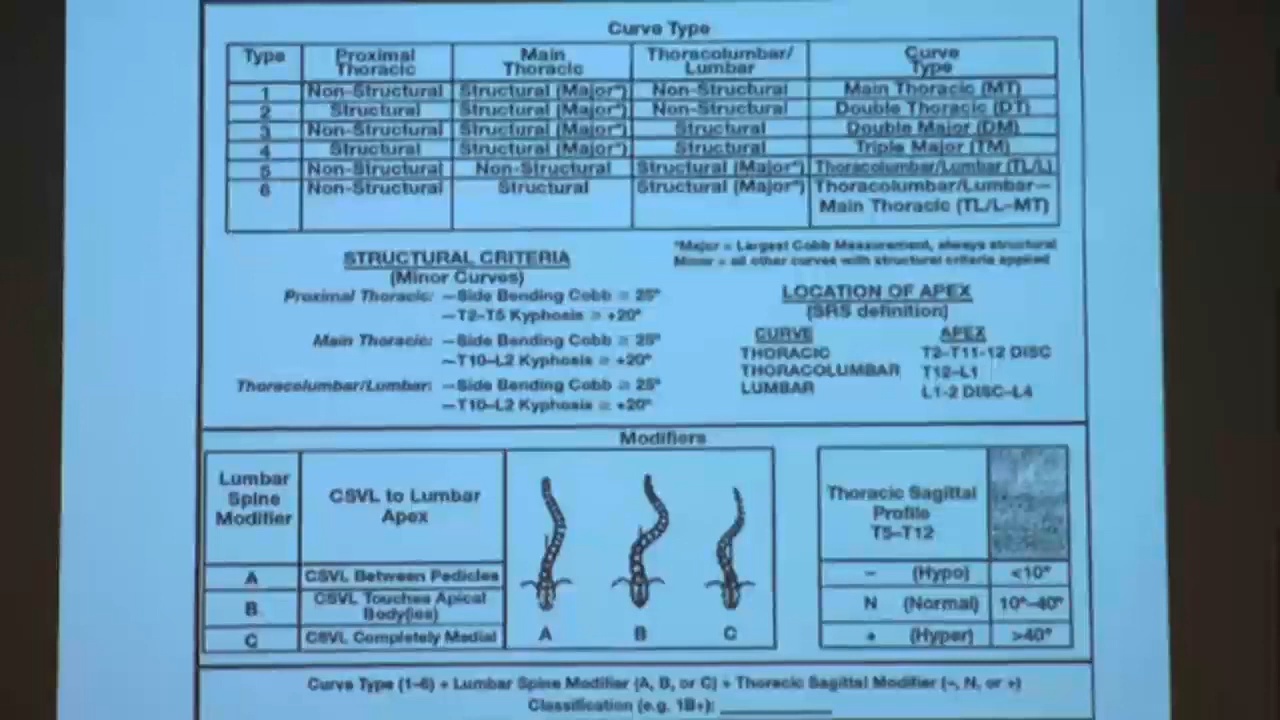 Curve Type
Type Proximal Thoracic Main Thoracic Thoracolumbar/ Lumbar Curve Type
1 Non-Structural Structural (Major*) Non-Structural Main Thoracic (MT)
2 Structural Structural (Major*) Non-Structural Double Thoracic (DT)
3 Non-Structural Structural (Major*) Structural Double Major (DM)
4 Structural Structural (Major*) Structural Triple Major (TM)
5 Non-Structural Non-Structural Structural (Major*) Thoracolumbar/Lumbar (TL/L)
6 Non-Structural Structural Structural (Major*) Thoracolumbar/Lumbar—
Main Thoracic (TL/L–MT)
STRUCTURAL CRITERIA
(Minor Curves)
Proximal Thoracic: —Side Bending Cobb ≥ 25°
—T2–T5 Kyphosis ≥ +20°
Main Thoracic: —Side Bending Cobb ≥ 25°
—T10–L2 Kyphosis ≥ +20°
Thoracolumbar/Lumbar: —Side Bending Cobb ≥ 25°
—T10–L2 Kyphosis ≥ +20°
*Major = Largest Cobb Measurement, always structural
Minor = all other curves with structural criteria applied
LOCATION OF APEX
(SRS definition)
CURVE APEX
THORACIC T2–T11-12 DISC
THORACOLUMBAR T12–L1
LUMBAR L1-2 DISC–L4
Modifiers
Lumbar Spine Modifier CSVL to Lumbar Apex
A CSVL Between Pedicles
B CSVL Touches Apical Body(ies)
C CSVL Completely Medial
A B C
Thoracic Sagittal
Profile
T5–T12
– (Hypo) <10°
N (Normal) 10°–40°
+ (Hyper) >40°
Curve Type (1–6) + Lumbar Spine Modifier (A, B, or C) + Thoracic Sagittal Modifier (–, N, or +)
Classification (e.g. 1B+): __________